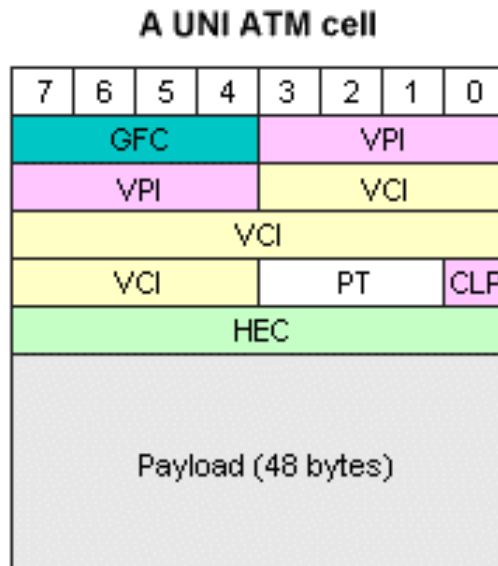 A UNI ATM cell
7 6 5 4 3 2 1 0
GFC VPI
VPI VCI
VCI
VCI PT CLP
HEC
Payload (48 bytes)